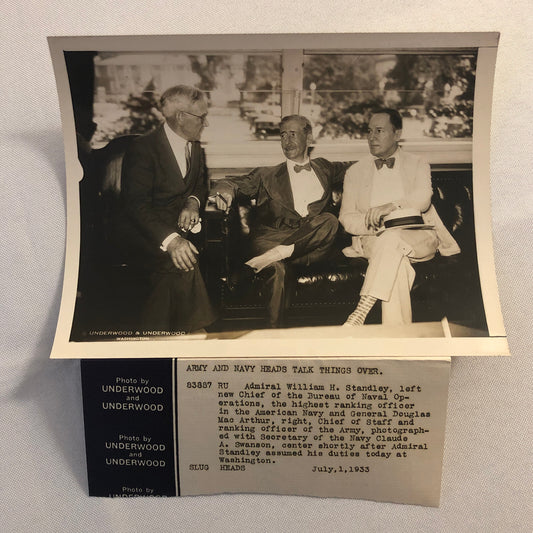 © UNDERWOOD & UNDERWOOD
WASHINGTON
Photo by
UNDERWOOD
and
UNDERWOOD
Photo by
UNDERWOOD
and
UNDERWOOD
Photo by
UNDERWOOD
ARMY AND NAVY HEADS TALK THINGS OVER.
83887 RU Admiral William H. Standley, left
new Chief of the Bureau of Naval Op-
erations, the highest ranking officer
in the American Navy and General Douglas
Mac Arthur, right, Chief of Staff and
ranking officer of the Army, photograph-
ed with Secretary of the Navy Claude
A. Swanson, center shortly after Admiral
Standley assumed his duties today at
Washington.
SLUG HEADS July,1,1933